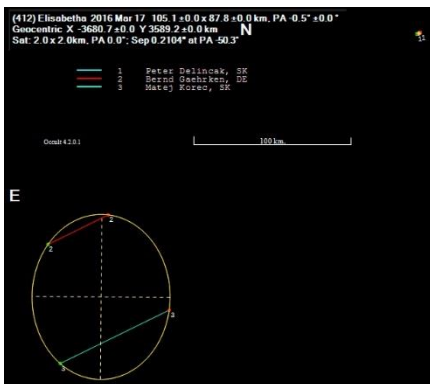 (412) Elisabetha 2016 Mar 17 105.1 ±0.0 x 87.8 ±0.0 km, PA -0.5° ±0.0 °
Geocentric X -3680.7 ±0.0 Y 3589.2 ±0.0 km
N
Sat: 2.0 x 2.0km, PA 0.0°; Sep 0.2104" at PA -50.3°
1 Peter Delincak, SK
2 Bernd Gaehrken, DE
3 Matej Korec, SK
Occult 4.2.0.1
100 km.
E
2
2
3
3